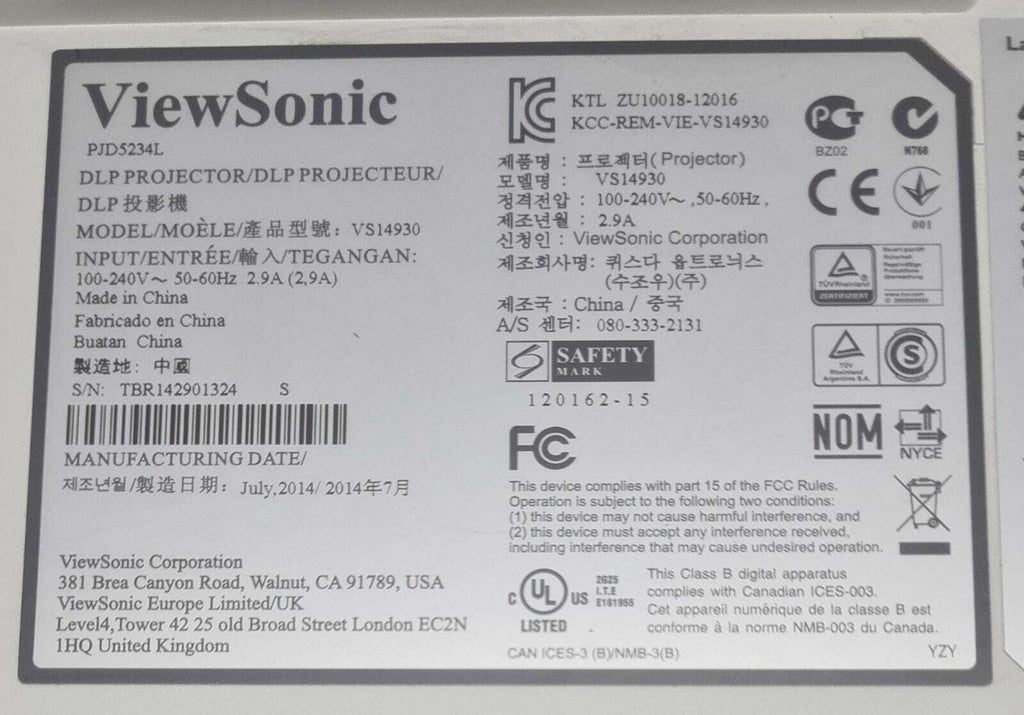 ViewSonic
PJD5234L
DLP PROJECTOR/DLP PROJECTEUR/
DLP 投影機
MODEL/MOÈLE/產品型號: VS14930
INPUT/ENTRÉE/輸入/TEGANGAN:
100-240V~ 50-60Hz 2.9A (2,9A)
Made in China
Fabricado en China
Buatan China
製造地: 中國
S/N: TBR142901324 S
MANUFACTURING DATE/
제조년월/製造日期: July,2014/ 2014年7月
ViewSonic Corporation
381 Brea Canyon Road, Walnut, CA 91789, USA
ViewSonic Europe Limited/UK
Level4,Tower 42 25 old Broad Street London EC2N
1HQ United Kingdom
KTL ZU10018-12016
KCC-REM-VIE-VS14930
제품명 : 프로젝터(Projector)
모델명 : VS14930
정격전압 : 100-240V~ ,50-60Hz ,
제조년월 : 2.9A
신청인 : ViewSonic Corporation
제조회사명: 퀴스다 옵트로닉스
(수조우)(주)
제조국 : China / 중국
A/S 센터: 080-333-2131
SAFETY
MARK
120162-15
FC
This device complies with part 15 of the FCC Rules.
Operation is subject to the following two conditions:
(1) this device may not cause harmful interference, and
(2) this device must accept any interference received,
including interference that may cause undesired operation.
C UL US
LISTED
2G25
I.T.E
E161955
This Class B digital apparatus
complies with Canadian ICES-003.
Cet appareil numérique de la classe B est
conforme à la norme NMB-003 du Canada.
CAN ICES-3 (B)/NMB-3(B)
YZY
BZ02
N766
CE
001
TÜVRheinland
ZERTIFIZIERT
TÜV
Rheinland
Argentina S.A.
S
NOM
NYCE